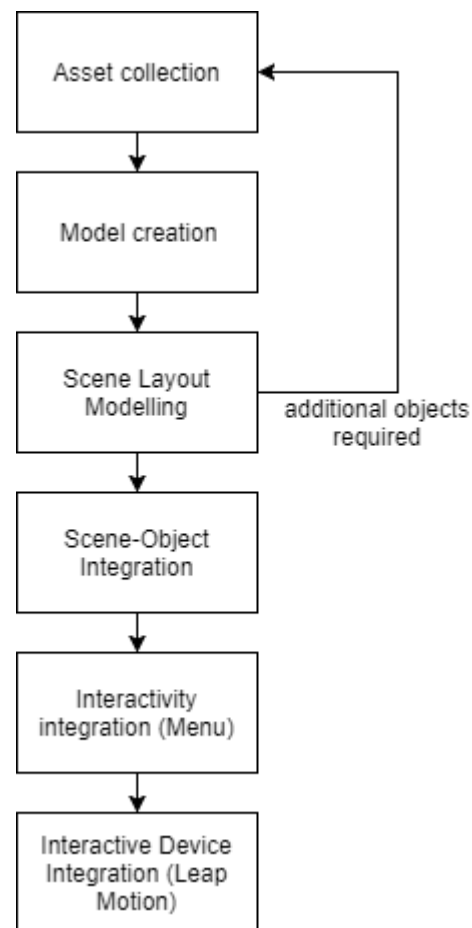 Asset collection
Model creation
Scene Layout
Modelling
additional objects
required
Scene-Object
Integration
Interactivity
integration (Menu)
Interactive Device
Integration (Leap
Motion)